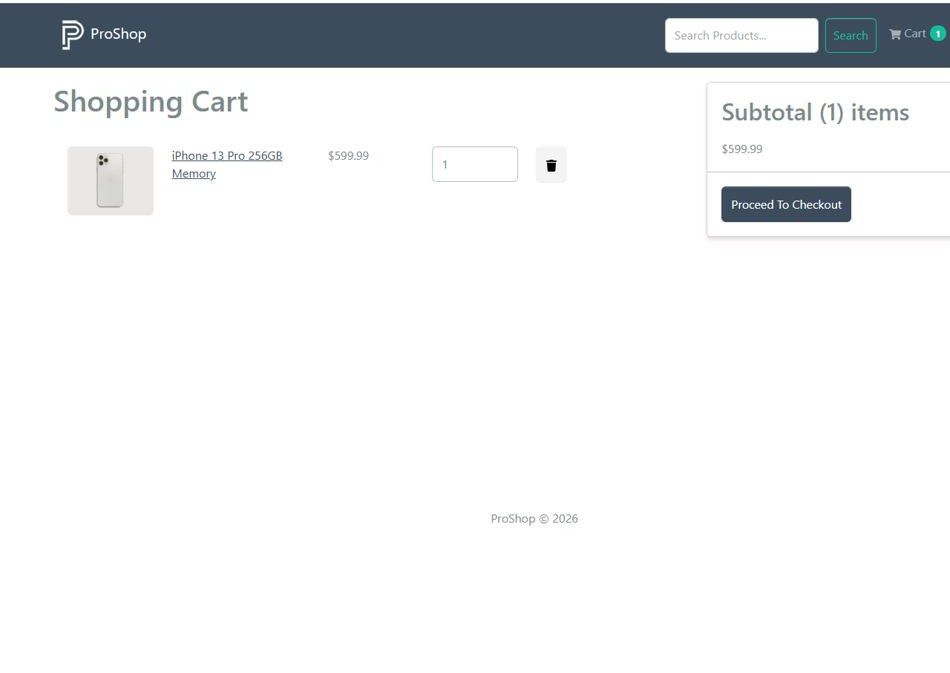 ProShop
Search Products...
Search
Cart 1
Shopping Cart
iPhone 13 Pro 256GB
Memory
$599.99
1
Subtotal (1) items
$599.99
Proceed To Checkout
ProShop © 2026